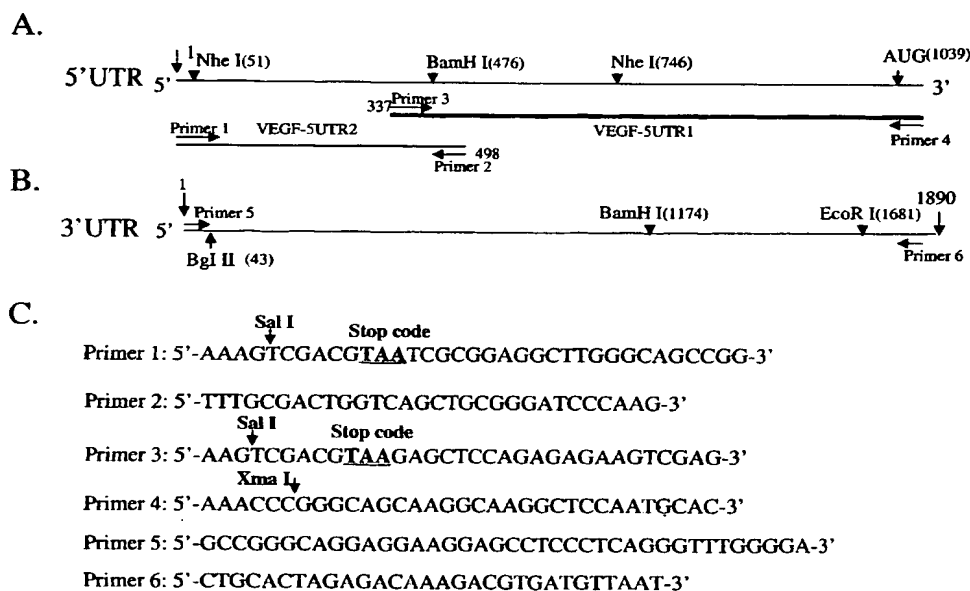 A.
1 Nhe I(51) BamH I(476) Nhe I(746) AUG(1039)
5'UTR 5' 3'
337 Primer 3
Primer 1 VEGF-5UTR2 VEGF-5UTR1 Primer 4
498
Primer 2
B.
1 1890
Primer 5 BamH I(1174) EcoR I(1681)
3'UTR 5'
Primer 6
BgI II (43)
C.
Sal I Stop code
Primer 1: 5'-AAAGTCGACGTAATCGCGGAGGCTTGGGCAGCCGG-3'
Primer 2: 5'-TTTGCGACTGGTCAGCTGCGGGATCCCAAG-3'
Sal I Stop code
Primer 3: 5'-AAGTCGACGTAAGAGCTCCAGAGAGAAGTCGAG-3'
Xma I
Primer 4: 5'-AAACCCGGGCAGCAAGGCAAGGCTCCAATGCAC-3'
Primer 5: 5'-GCCGGGCAGGAGGAAGGAGCCTCCCTCAGGGTTTGGGGA-3'
Primer 6: 5'-CTGCACTAGAGACAAAGACGTGATGTTAAT-3'